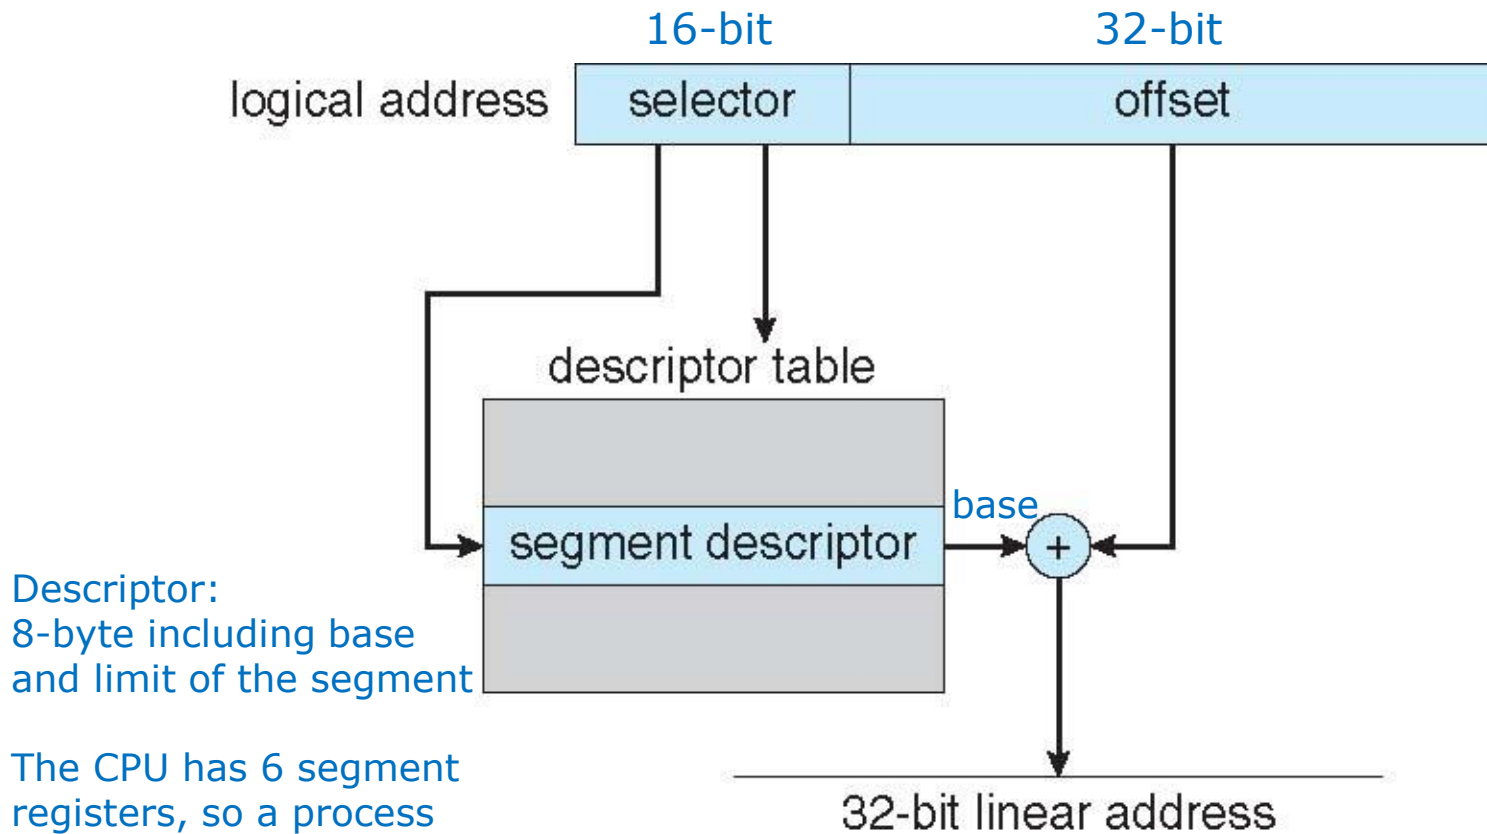 16-bit 32-bit
logical address selector offset
descriptor table
base
segment descriptor +
Descriptor:
8-byte including base
and limit of the segment
The CPU has 6 segment
registers, so a process
32-bit linear address